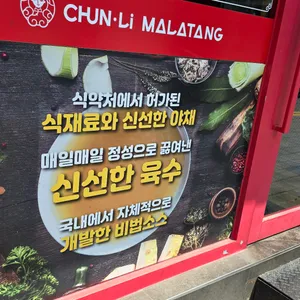 CHUN·Li MALATANG
식약처에서 허가된
식재료와 신선한 야채
매일매일 정성으로 끓여낸
신선한 육수
국내에서 자체적으로
개발한 비법소스